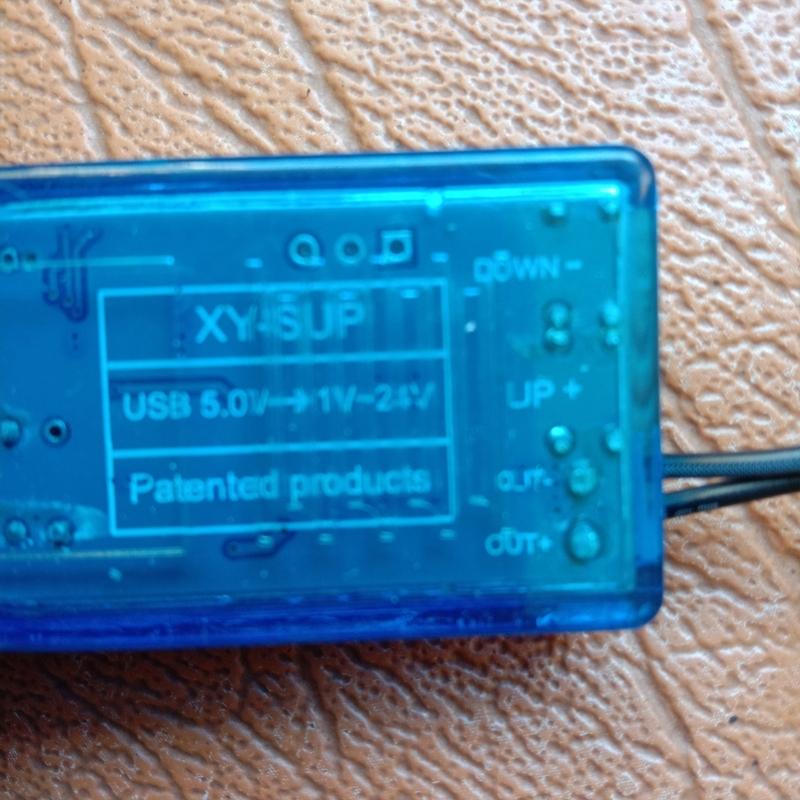 DOWN -
XY-SUP
USB 5.0V→1V~24V
UP +
Patented products
OUT-
OUT+